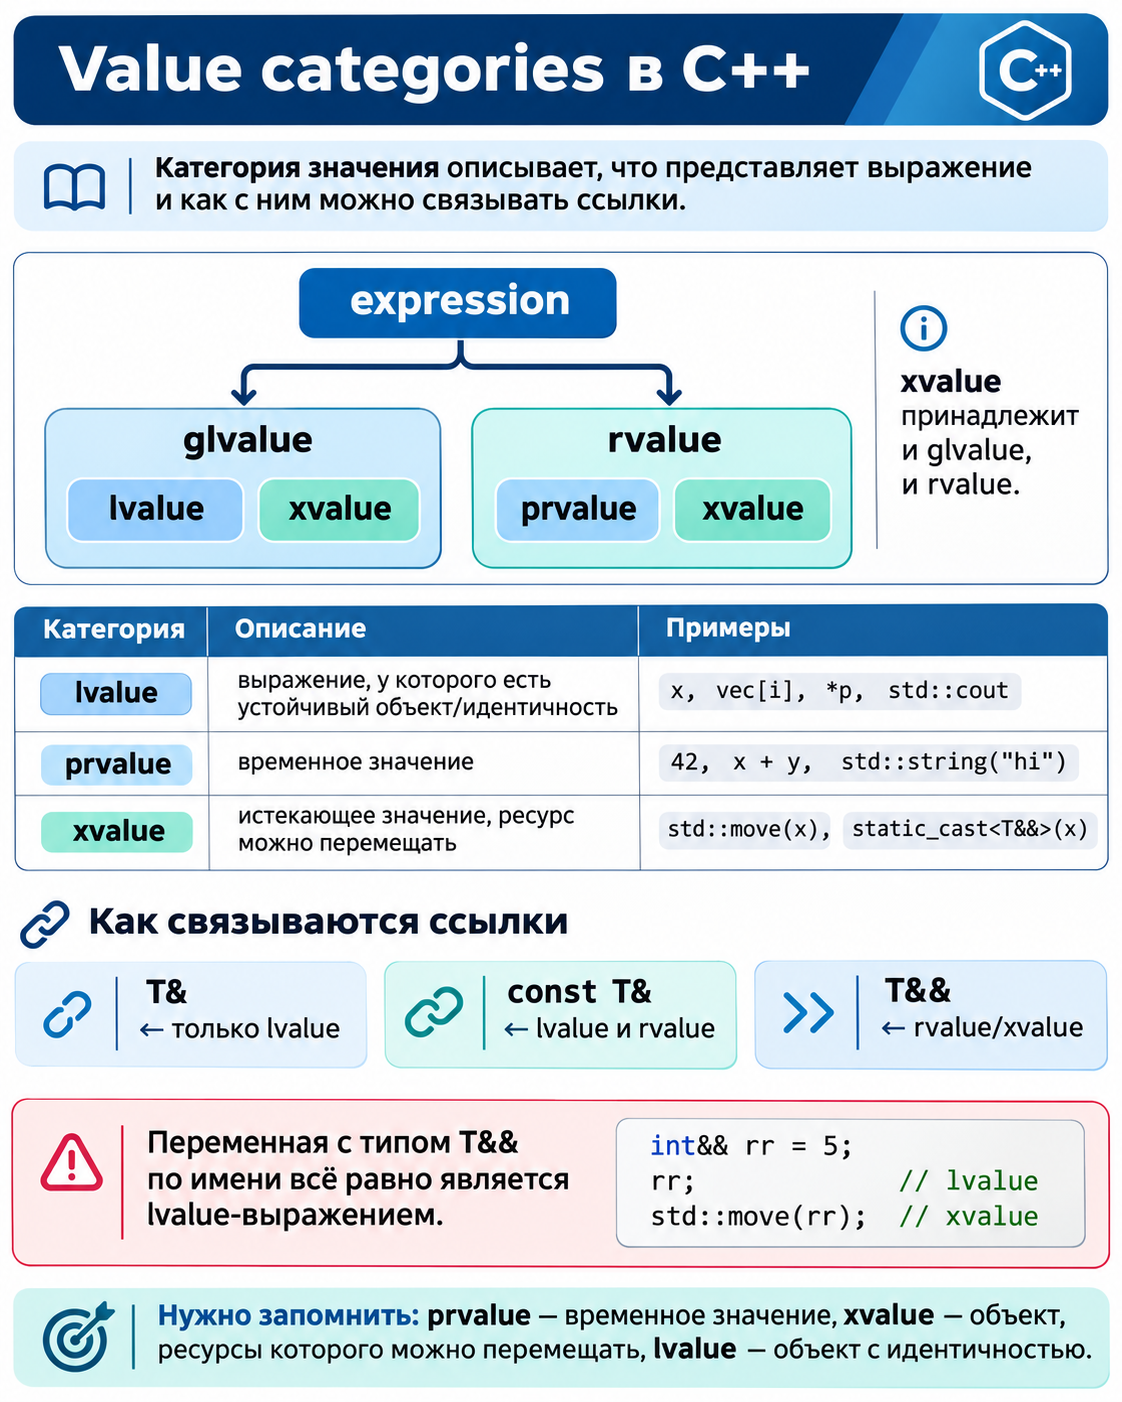 Value categories в C++
C++
Категория значения описывает, что представляет выражение
и как с ним можно связывать ссылки.
expression
glvalue
lvalue
xvalue
rvalue
prvalue
xvalue
xvalue
принадлежит
и glvalue,
и rvalue.
Категория Описание Примеры
lvalue
выражение, у которого есть
устойчивый объект/идентичность
x, vec[i], *p, std::cout
prvalue
временное значение
42, x + y, std::string("hi")
xvalue
истекающее значение, ресурс
можно перемещать
std::move(x), static_cast<T&&>(x)
Как связываются ссылки
T&
← только lvalue
const T&
← lvalue и rvalue
T&&
← rvalue/xvalue
Переменная с типом T&&
по имени всё равно является
lvalue-выражением.
int&& rr = 5;
rr; // lvalue
std::move(rr); // xvalue
Нужно запомнить: prvalue — временное значение, xvalue — объект,
ресурсы которого можно перемещать, lvalue — объект с идентичностью.